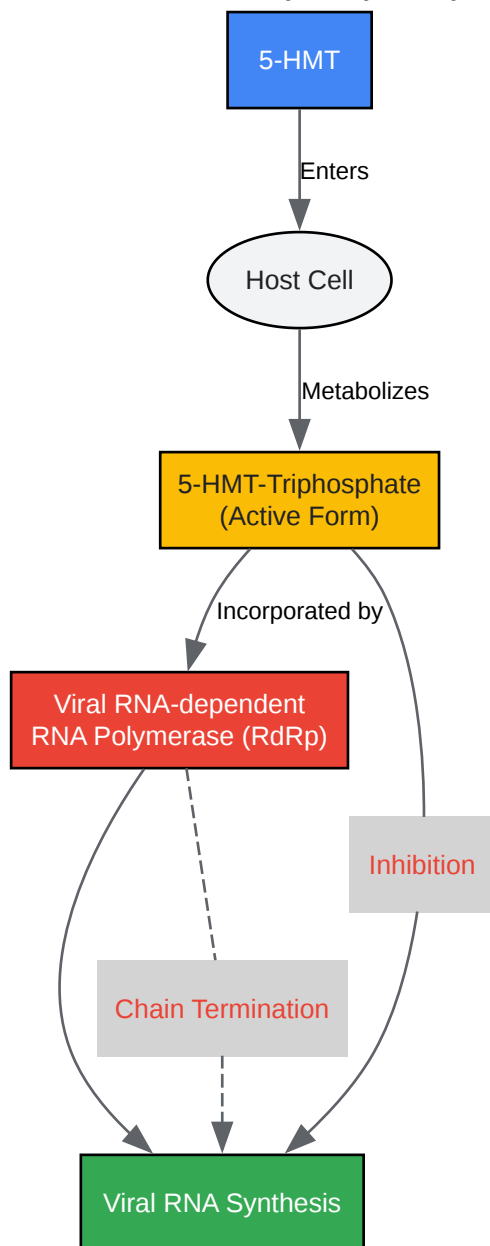 5-HMT
Enters
Host Cell
Metabolizes
5-HMT-Triphosphate
(Active Form)
Incorporated by
Viral RNA-dependent
RNA Polymerase (RdRp)
Inhibition
Chain Termination
Viral RNA Synthesis